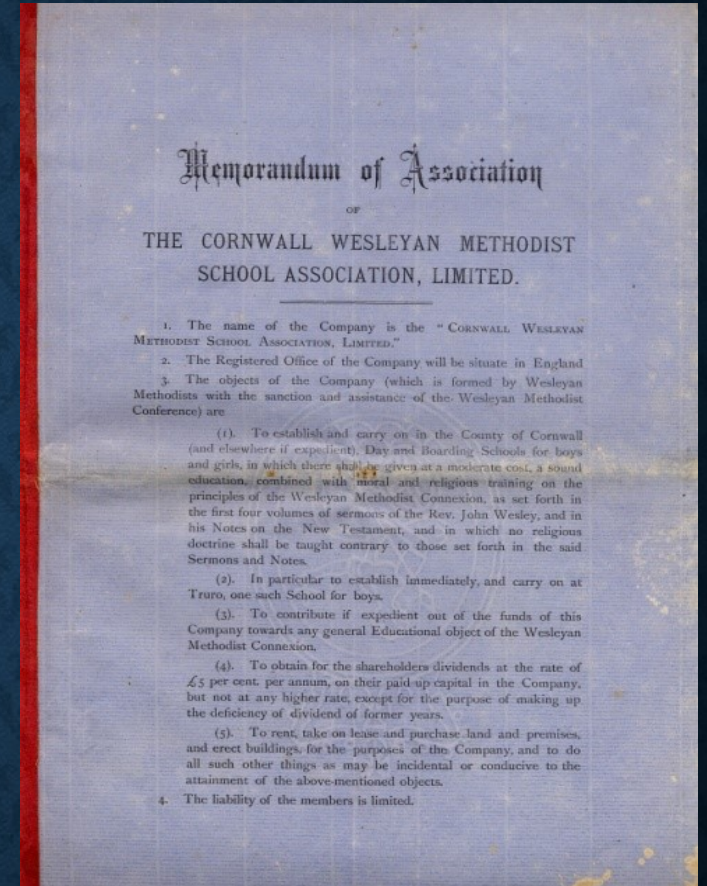 Memorandum of Association
OF
THE CORNWALL WESLEYAN METHODIST
SCHOOL ASSOCIATION, LIMITED.
1. The name of the Company is the "CORNWALL WESLEYAN
METHODIST SCHOOL ASSOCIATION, LIMITED."
2. The Registered Office of the Company will be situate in England
3. The objects of the Company (which is formed by Wesleyan
Methodists with the sanction and assistance of the Wesleyan Methodist
Conference) are
(1). To establish and carry on in the County of Cornwall
(and elsewhere if expedient), Day and Boarding Schools for boys
and girls, in which there shall be given at a moderate cost, a sound
education, combined with moral and religious training on the
principles of the Wesleyan Methodist Connexion, as set forth in
the first four volumes of sermons of the Rev. John Wesley, and in
his Notes on the New Testament, and in which no religious
doctrine shall be taught contrary to those set forth in the said
Sermons and Notes.
(2). In particular to establish immediately, and carry on at
Truro, one such School for boys.
(3). To contribute if expedient out of the funds of this
Company towards any general Educational object of the Wesleyan
Methodist Connexion.
(4). To obtain for the shareholders dividends at the rate of
£5 per cent. per annum, on their paid up capital in the Company,
but not at any higher rate, except for the purpose of making up
the deficiency of dividend of former years.
(5). To rent, take on lease and purchase land and premises,
and erect buildings, for the purposes of the Company, and to do
all such other things as may be incidental or conducive to the
attainment of the above-mentioned objects.
4. The liability of the members is limited.